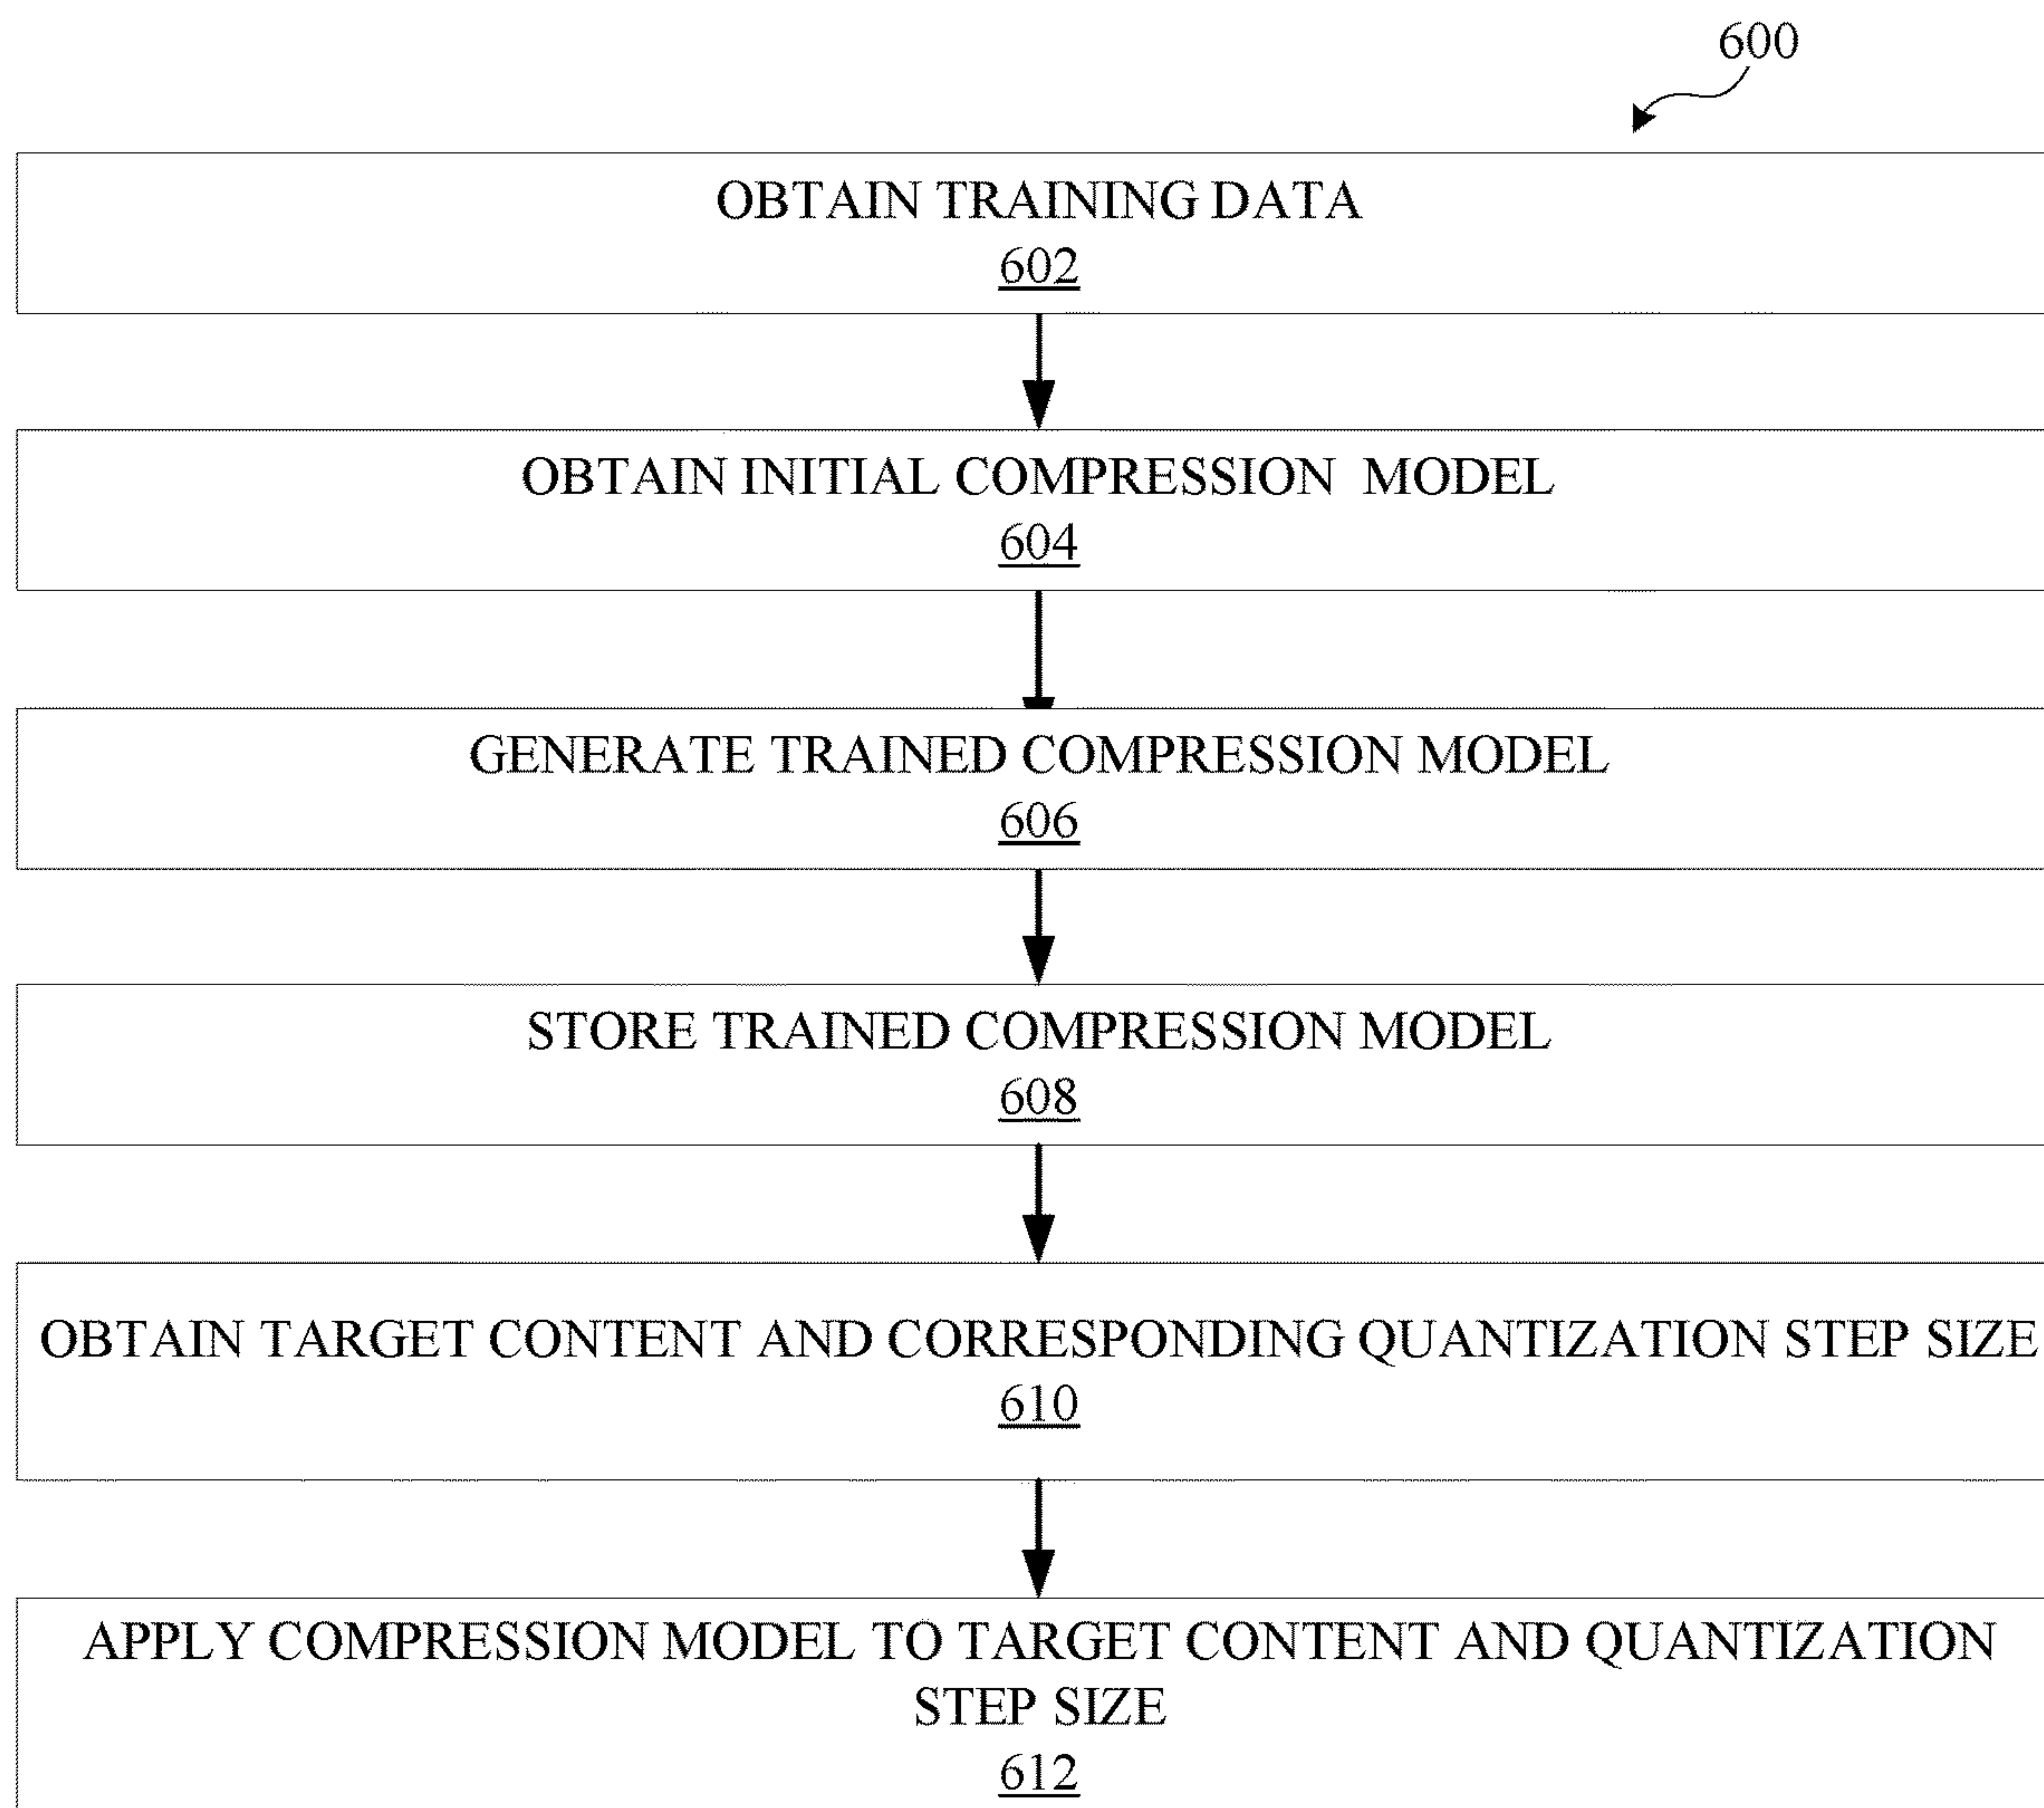 600
OBTAIN TRAINING DATA
602
OBTAIN INITIAL COMPRESSION MODEL
604
GENERATE TRAINED COMPRESSION MODEL
606
STORE TRAINED COMPRESSION MODEL
608
OBTAIN TARGET CONTENT AND CORRESPONDING QUANTIZATION STEP SIZE
610
APPLY COMPRESSION MODEL TO TARGET CONTENT AND QUANTIZATION
STEP SIZE
612